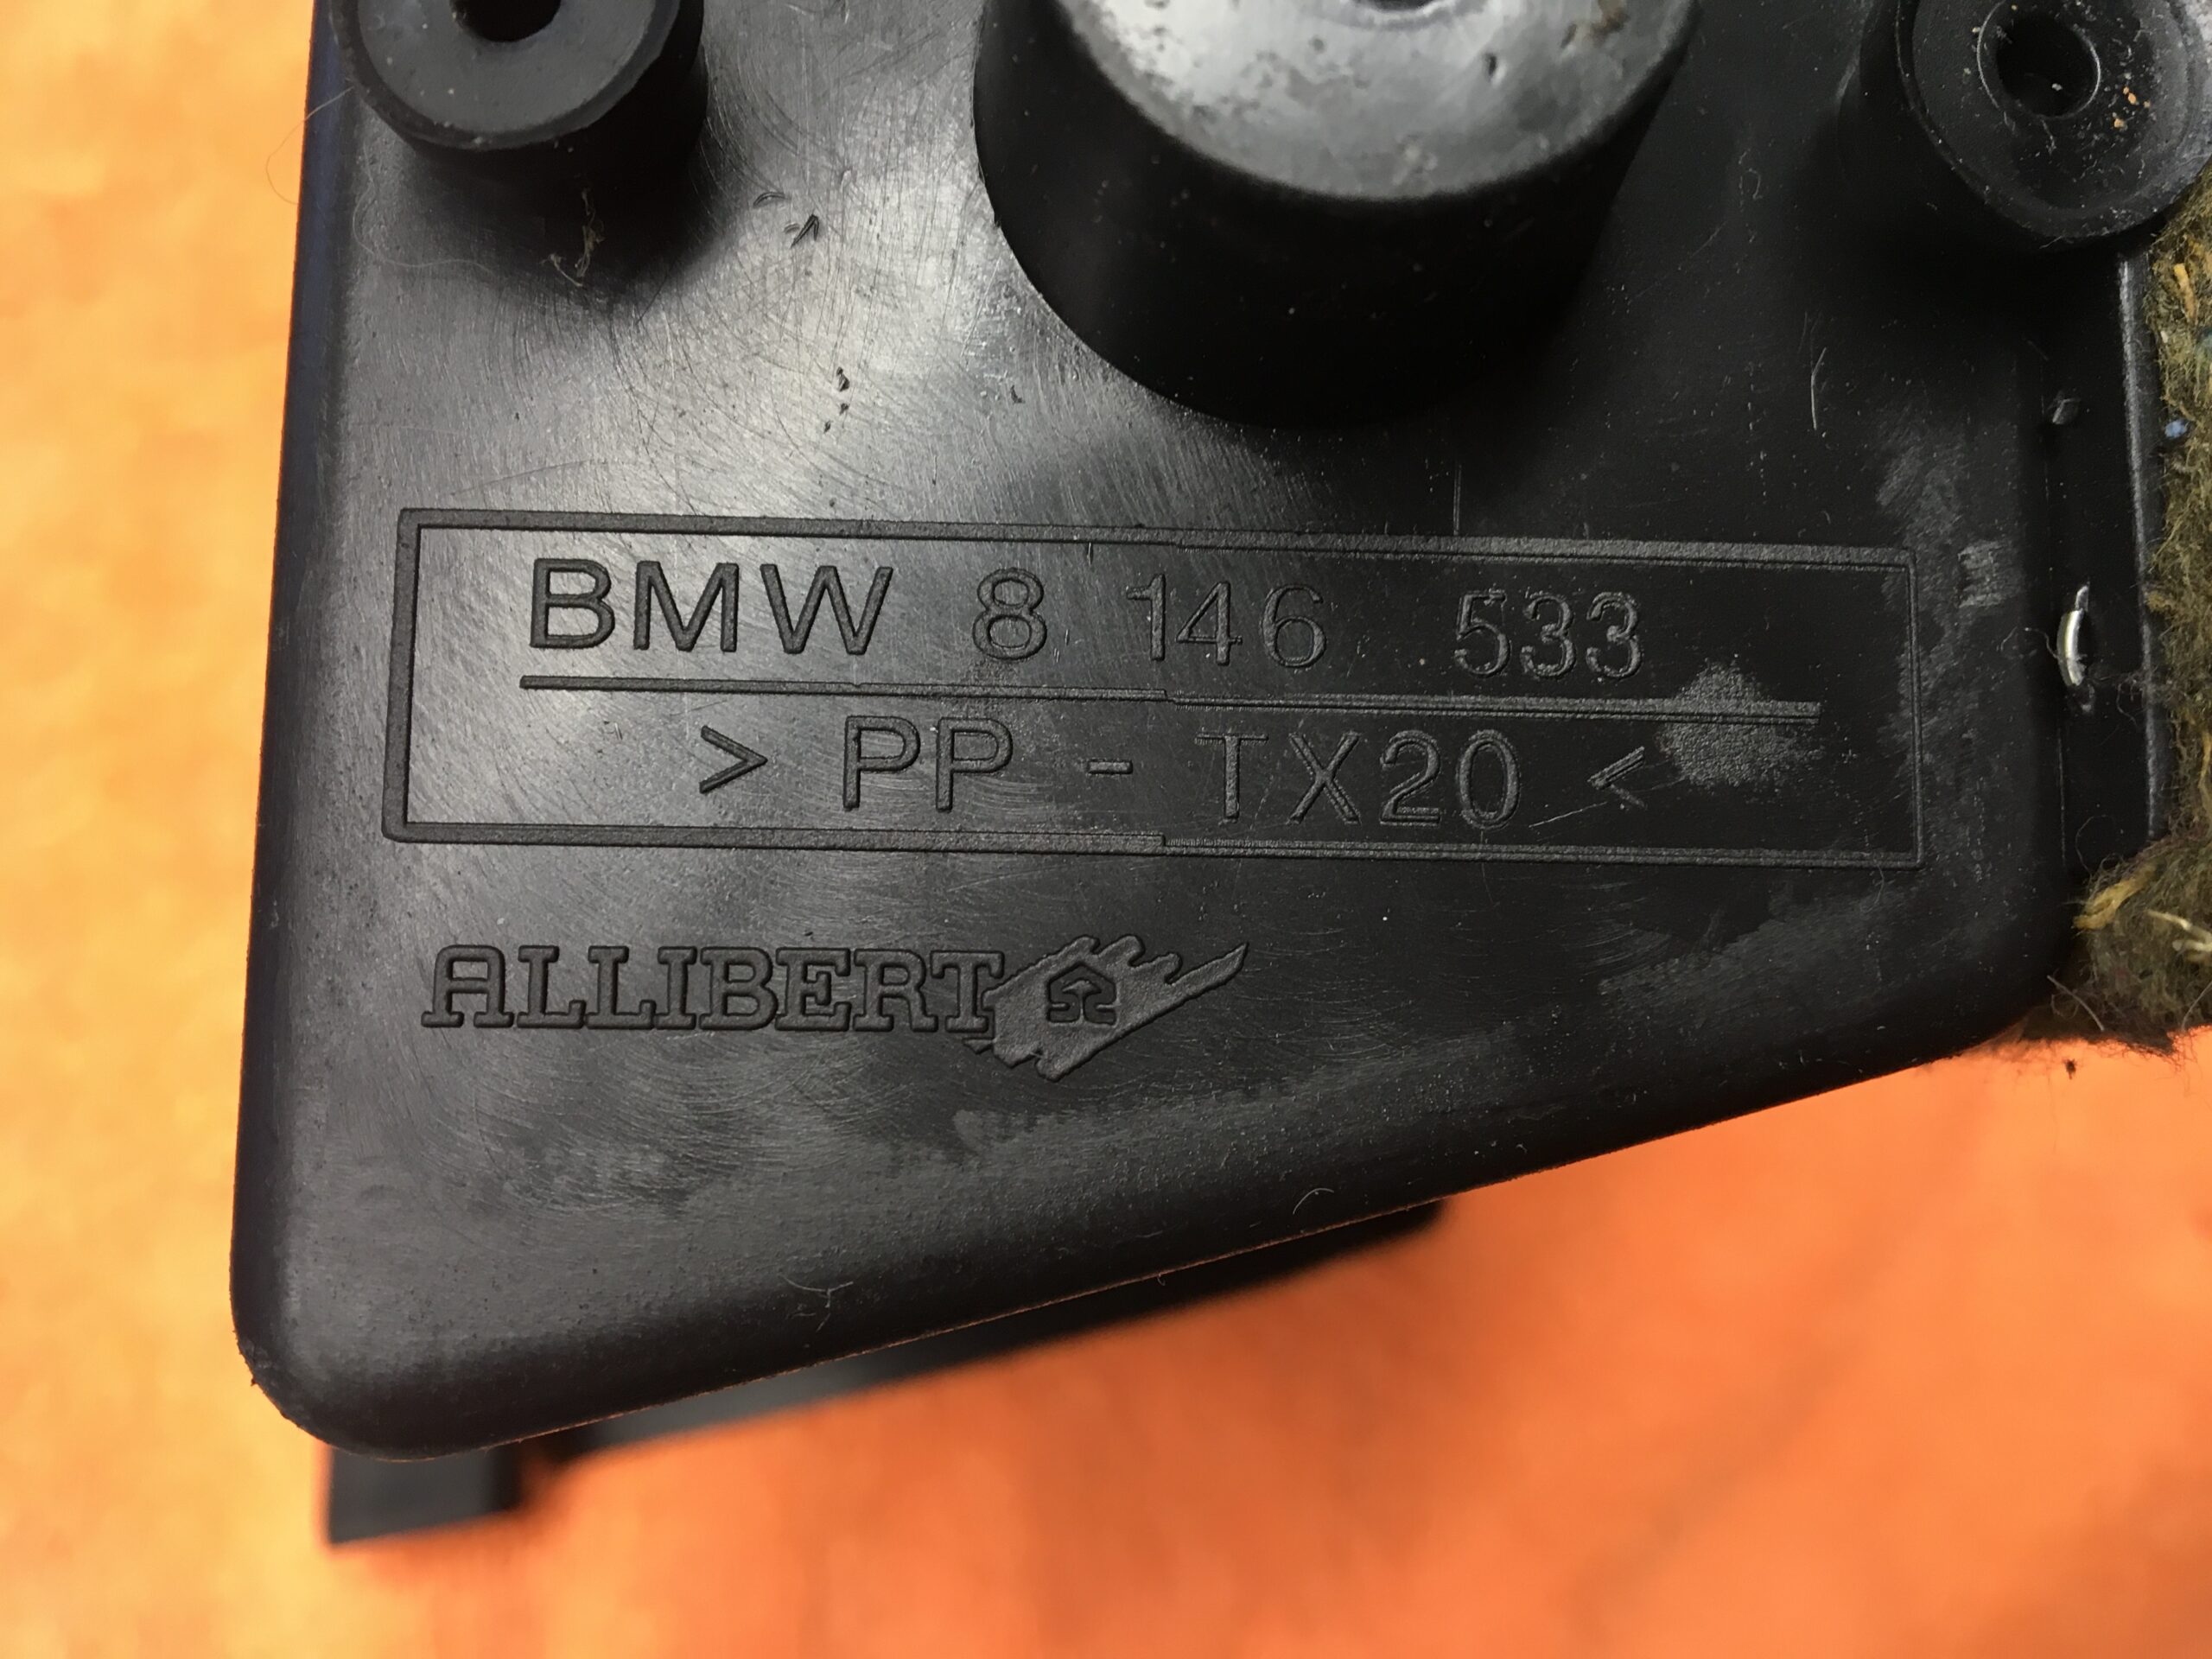 BMW 8 146 533
> PP - TX20 <
ALLIBERT